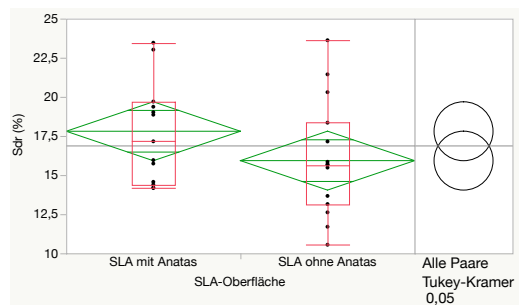 25
22,5
20
17,5
15
12,5
10
Sdr (%)
SLA mit Anatas
SLA ohne Anatas
SLA-Oberfläche
Alle Paare
Tukey-Kramer
0,05